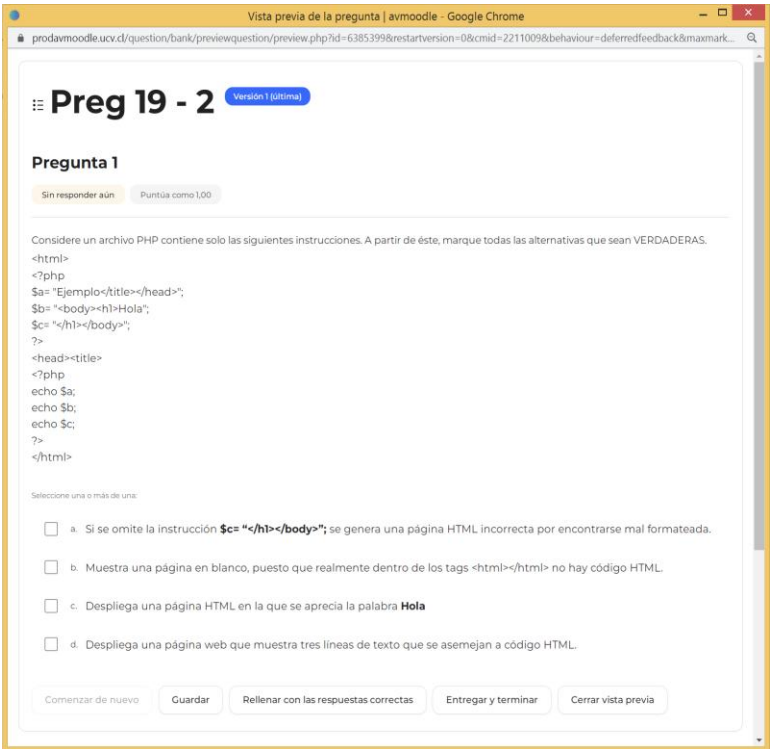 Vista previa de la pregunta | avmoodle - Google Chrome
prodavmoodle.ucv.cl/question/bank/previewquestion/preview.php?id=6385399&restartversion=0&cmid=2211009&behaviour=deferredfeedback&maxmark...
Preg 19 - 2 Versión 1 (última)
Pregunta 1
Sin responder aún Puntúa como 1,00
Considere un archivo PHP contiene solo las siguientes instrucciones. A partir de éste, marque todas las alternativas que sean VERDADERAS.
<html>
<?php
$a= "Ejemplo</title></head>";
$b= "<body><h1>Hola";
$c= "</h1></body>";
?>
<head><title>
<?php
echo $a;
echo $b;
echo $c;
?>
</html>
Seleccione una o más de una:
a. Si se omite la instrucción $c= “</h1></body>”; se genera una página HTML incorrecta por encontrarse mal formateada.
b. Muestra una página en blanco, puesto que realmente dentro de los tags <html></html> no hay código HTML.
c. Despliega una página HTML en la que se aprecia la palabra Hola
d. Despliega una página web que muestra tres líneas de texto que se asemejan a código HTML.
Comenzar de nuevo Guardar Rellenar con las respuestas correctas Entregar y terminar Cerrar vista previa